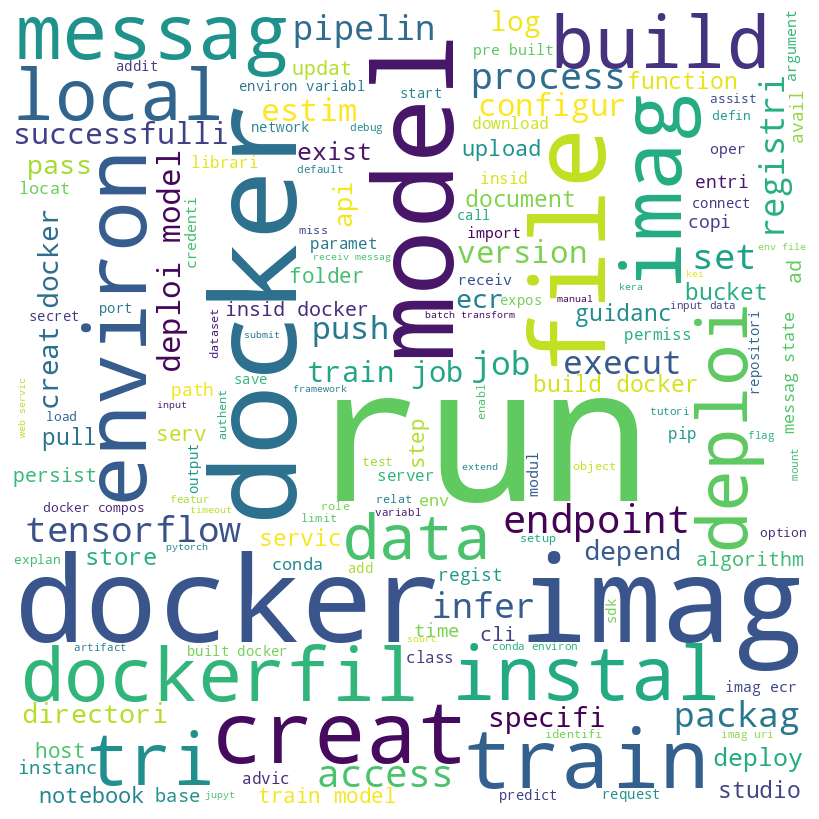 messag
pipelin
log
build
argument
pre built
addit
updat
local
environ variabl
start
process
function
estim
configur
assist
successfulli
network
debug
download
defin
registri
avail
pass
librari
exist
upload
imag
oper
default
file
entri
locat
api
insid
document
connect
copi
model
docker
environ
deploi model
credenti
creat docker
miss
call
import
paramet
version
set
env file
receiv messag
folder
ad
kei
receiv
kera
bucket
input data
ecr
expos
manual
port
insid docker
secret
dataset
submit
push
batch transform
guidanc
permiss
repositori
messag state
deploi
execut
job
train job
build docker
save
path
framework
enabl
input
load
web servic
authent
run
tutori
pull
serv
step
pip
flag
test
extend
object
modul
mount
persist
output
server
featur
timeout
docker compos
role
relat
env
limit
variabl
endpoint
tensorflow
data
servic
setup
option
pytorch
depend
explan
store
conda
add
regist
algorithm
docker imag
infer
sdk
time
cli
artifact
built docker
conda environ
class
dockerfil
instal
imag ecr
directori
creat
specifi
packag
identifi
imag uri
host
tri
train
instanc
access
deploy
advic
notebook
base
jupyt
train model
predict
request
studio